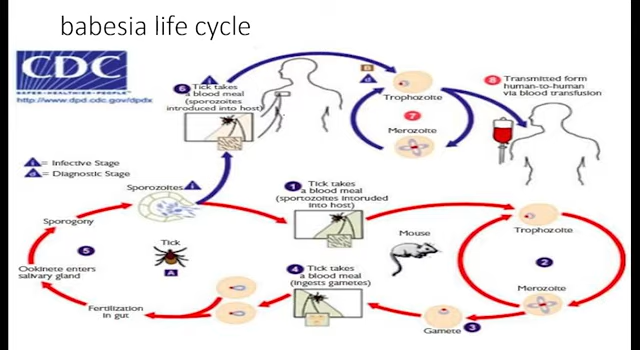 babesia life cycle
CDC
SAFER•HEALTHIER•PEOPLE™
http://www.dpd.cdc.gov/dpdx
i = Infective Stage
d = Diagnostic Stage
6 Tick takes
a blood meal
(sporozoites
introduced into host)
i
B
d
Trophozoite
7
Merozoite
8 Transmitted form
human-to-human
via blood transfusion
Sporozoites i
1 Tick takes
a blood meal
(sportozoites intoruded
into host)
Trophozoite
Sporogony
5
Tick
A
Mouse
2
Ookinete enters
salivary gland
4 Tick takes
a blood meal
(ingests gametes)
Merozoite
Fertilization
in gut
Gamete 3